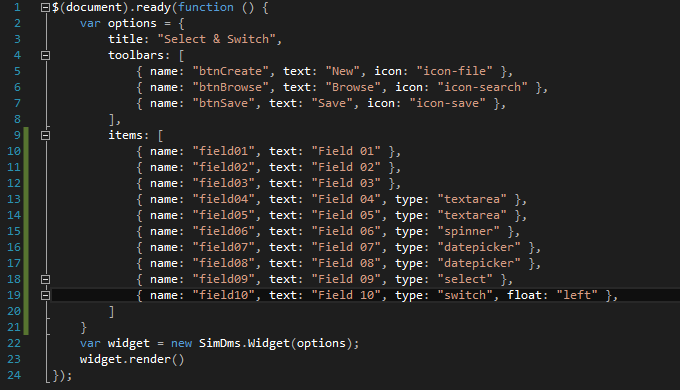 1 $(document).ready(function () {
2 var options = {
3 title: "Select & Switch",
4 toolbars: [
5 { name: "btnCreate", text: "New", icon: "icon-file" },
6 { name: "btnBrowse", text: "Browse", icon: "icon-search" },
7 { name: "btnSave", text: "Save", icon: "icon-save" },
8 ],
9 items: [
10 { name: "field01", text: "Field 01" },
11 { name: "field02", text: "Field 02" },
12 { name: "field03", text: "Field 03" },
13 { name: "field04", text: "Field 04", type: "textarea" },
14 { name: "field05", text: "Field 05", type: "textarea" },
15 { name: "field06", text: "Field 06", type: "spinner" },
16 { name: "field07", text: "Field 07", type: "datepicker" },
17 { name: "field08", text: "Field 08", type: "datepicker" },
18 { name: "field09", text: "Field 09", type: "select" },
19 { name: "field10", text: "Field 10", type: "switch", float: "left" },
20 ]
21 }
22 var widget = new SimDms.Widget(options);
23 widget.render()
24 });